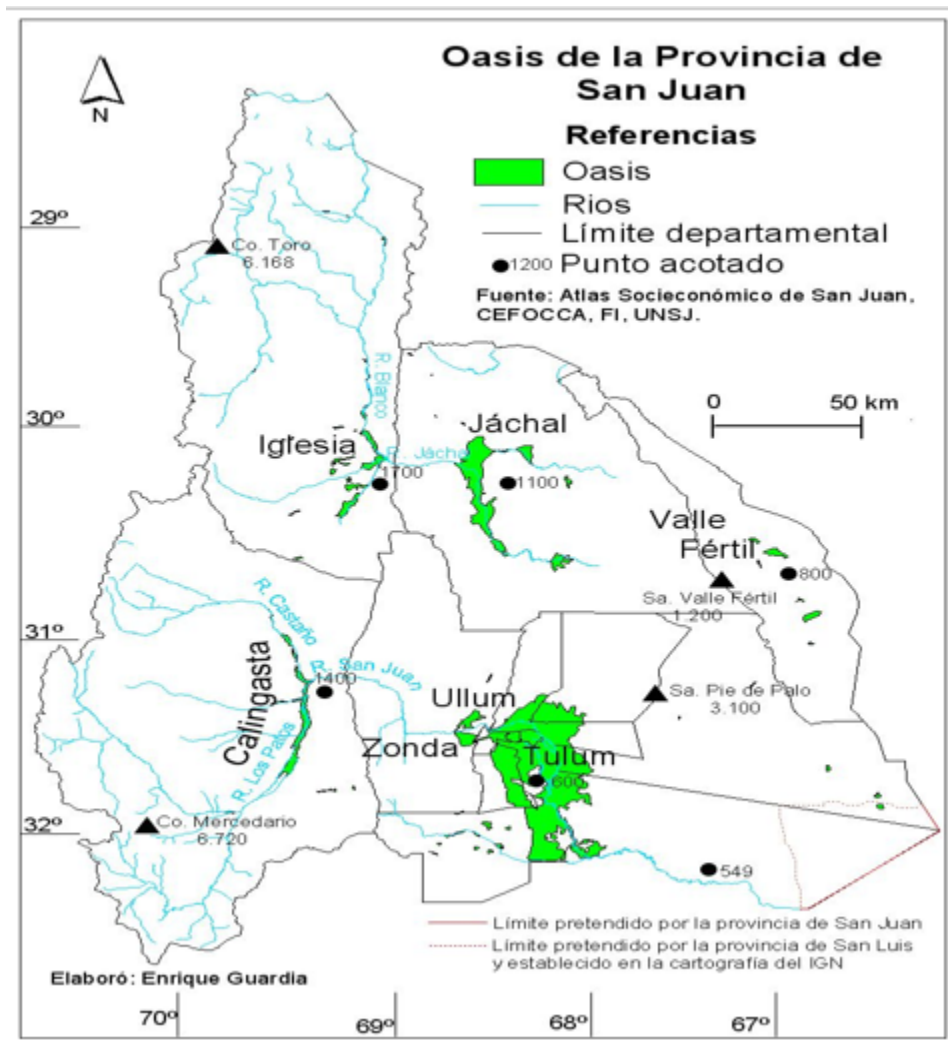 Oasis de la Provincia de
San Juan
Referencias
Oasis
Rios
Límite departamental
1200 Punto acotado
Fuente: Atlas Socieconómico de San Juan,
CEFOCCA, FI, UNSJ.
N
29º
Co. Toro
6.168
R. Blanco
0 50 km
30º
Iglesia
R. Jácha
Jáchal
1700
1100
Valle
Fértil
800
Sa. Valle Fértil
1.200
31º
R. Castaño
R. San Juan
1400
Calingasta
R. Los Patos
Sa. Pie de Palo
3.100
Ullum
Zonda
Tulum
600
Co. Mercedario
6.720
32º
549
Límite pretendido por la provincia de San Juan
Límite pretendido por la provincia de San Luis
y establecido en la cartografía del IGN
Elaboró: Enrique Guardia
70º
69º
68º
67º